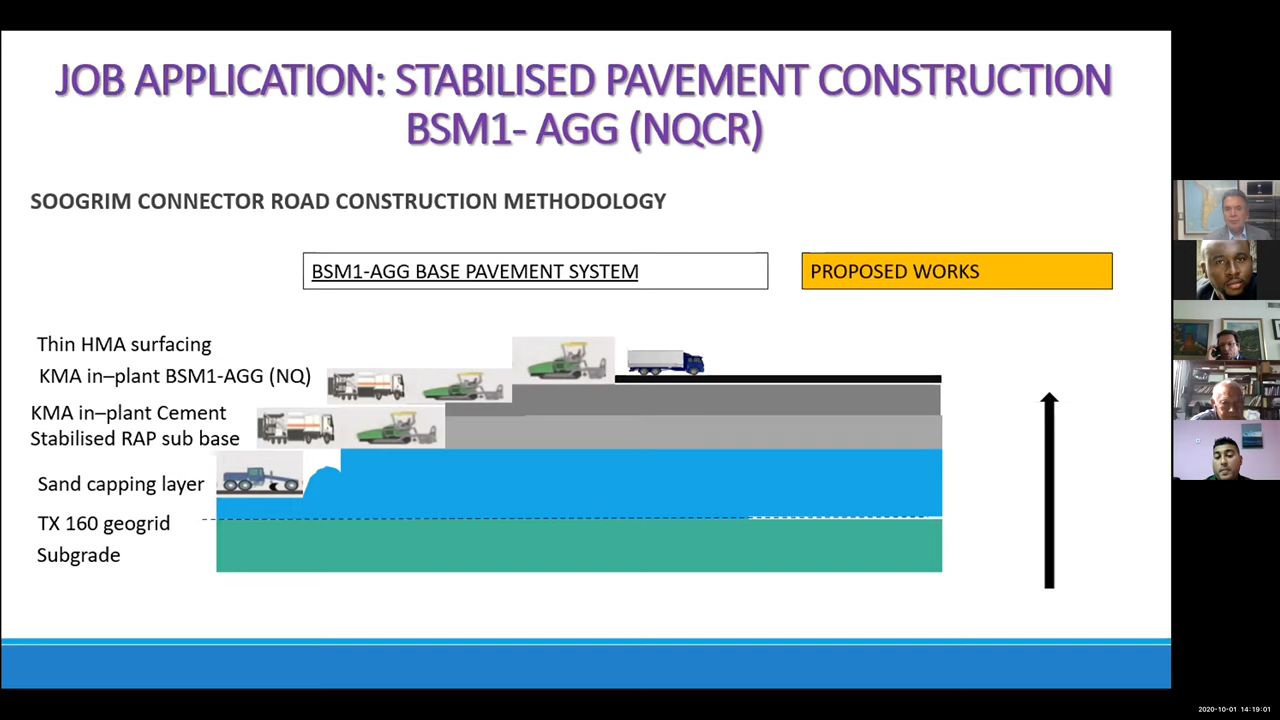 JOB APPLICATION: STABILISED PAVEMENT CONSTRUCTION
BSM1- AGG (NQCR)
SOOGRIM CONNECTOR ROAD CONSTRUCTION METHODOLOGY
BSM1-AGG BASE PAVEMENT SYSTEM
PROPOSED WORKS
Thin HMA surfacing
KMA in–plant BSM1-AGG (NQ)
KMA in–plant Cement
Stabilised RAP sub base
Sand capping layer
TX 160 geogrid
Subgrade
2020-10-01 14:19:01